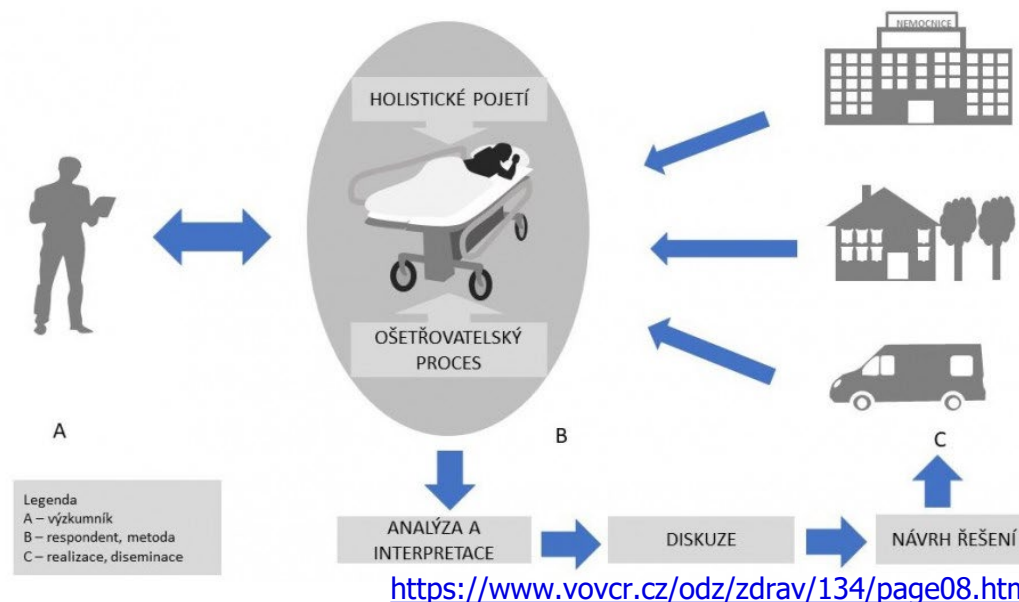 NEMOCNICE
HOLISTICKÉ POJETÍ
OŠETŘOVATELSKÝ
PROCES
A
B
C
Legenda
A – výzkumník
B – respondent, metoda
C – realizace, diseminace
ANALÝZA A
INTERPRETACE
DISKUZE
NÁVRH ŘEŠENÍ
https://www.vovcr.cz/odz/zdrav/134/page08.htm